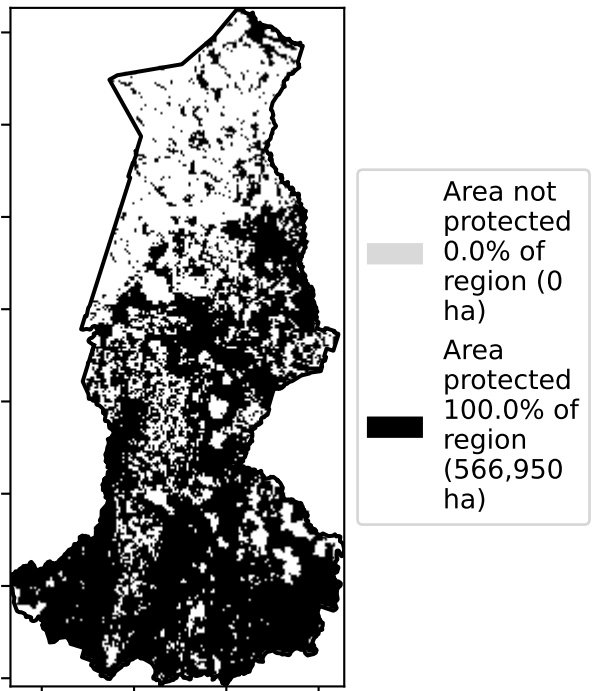 Area not
protected
0.0% of
region (0
ha)
Area
protected
100.0% of
region
(566,950
ha)